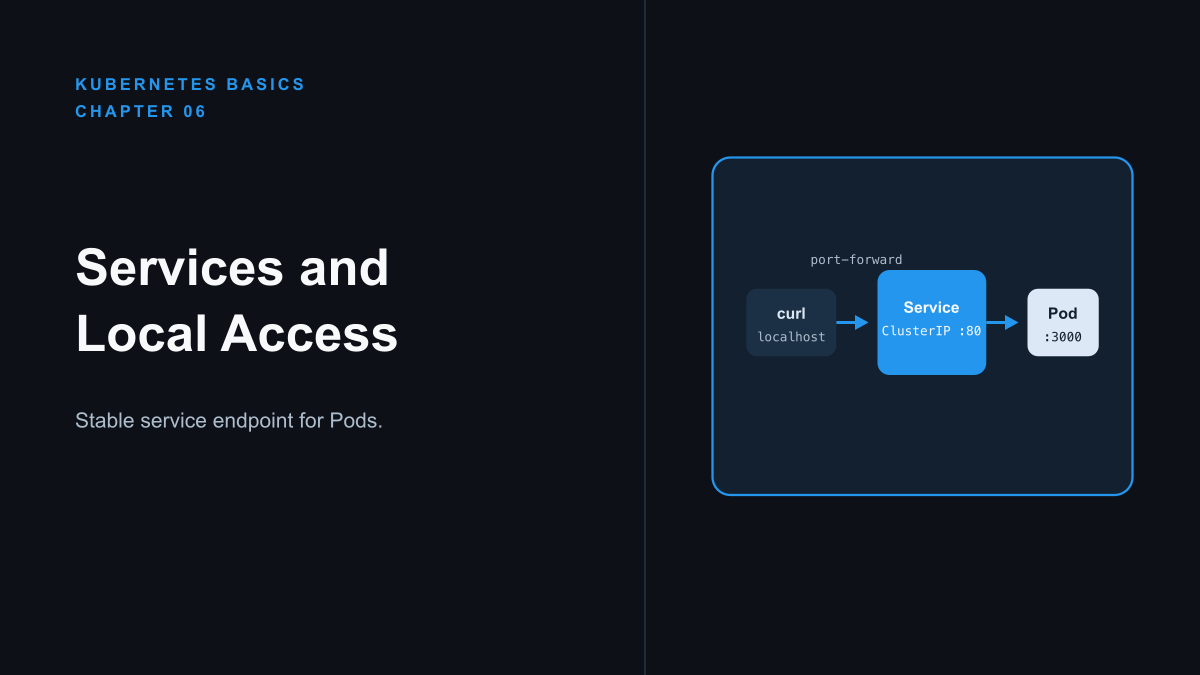 KUBERNETES BASICS
CHAPTER 06
Services and
Local Access
Stable service endpoint for Pods.
port-forward
curl
localhost
Service
ClusterIP :80
Pod
:3000